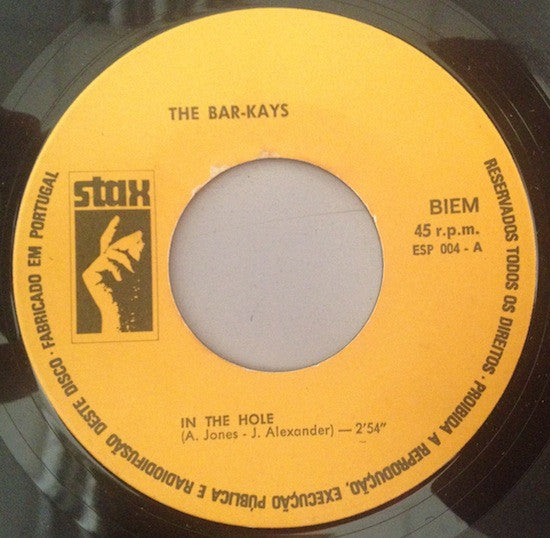 THE BAR-KAYS
stax
BIEM
45 r.p.m.
ESP 004 - A
IN THE HOLE
(A. Jones - J. Alexander) — 2'54"
RESERVADOS TODOS OS DIREITOS · PROIBIDA A REPRODUÇÃO, EXECUÇÃO PÚBLICA E RADIODIFUSÃO DESTE DISCO · FABRICADO EM PORTUGAL